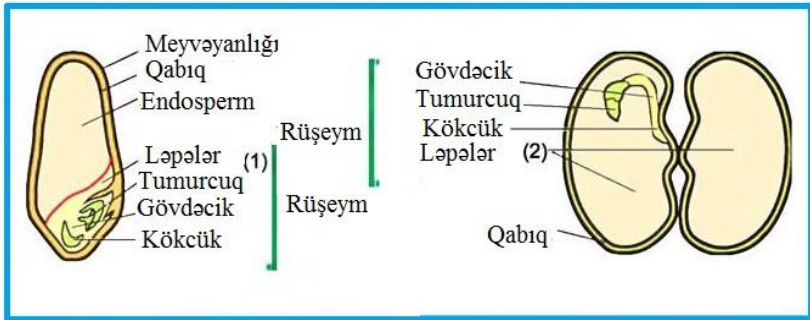 Meyvəyanlığı
Qabıq
Endosperm
Rüşeym
Ləpələr (1)
Tumurcuq
Gövdəcik
Kökcük
Rüşeym
Gövdəcik
Tumurcuq
Kökcük
Ləpələr (2)
Qabıq